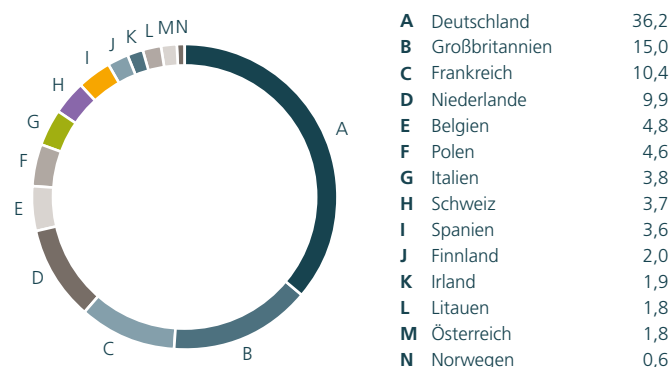 A Deutschland 36,2
B Großbritannien 15,0
C Frankreich 10,4
D Niederlande 9,9
E Belgien 4,8
F Polen 4,6
G Italien 3,8
H Schweiz 3,7
I Spanien 3,6
J Finnland 2,0
K Irland 1,9
L Litauen 1,8
M Österreich 1,8
N Norwegen 0,6
A
B
C
D
E
F
G
H
I
J
K
L
M
N